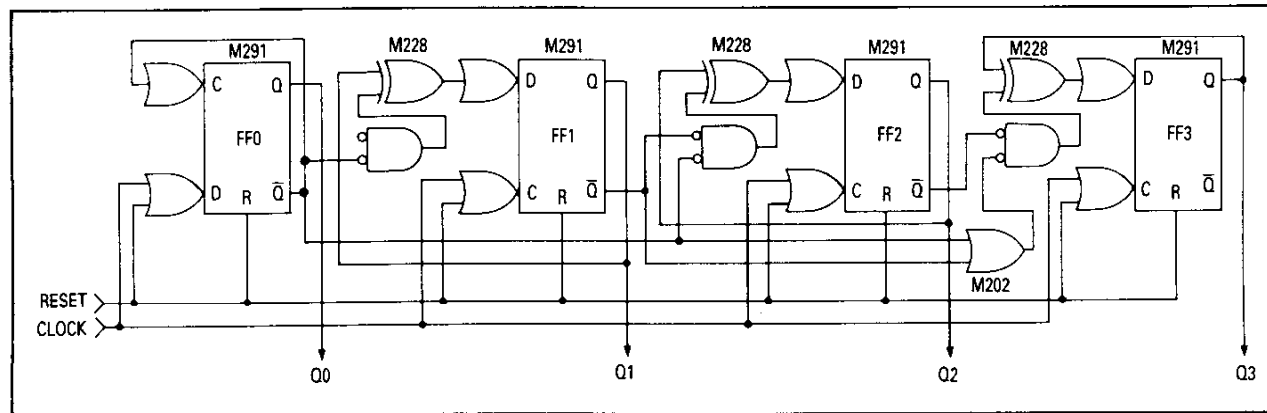 M291
M228
M291
M228
M291
M228
M291
C Q
D Q
D Q
D Q
FF0
FF1
FF2
FF3
D R Q̅
C R Q̅
C R Q̅
C R Q̅
M202
RESET
CLOCK
Q0
Q1
Q2
Q3